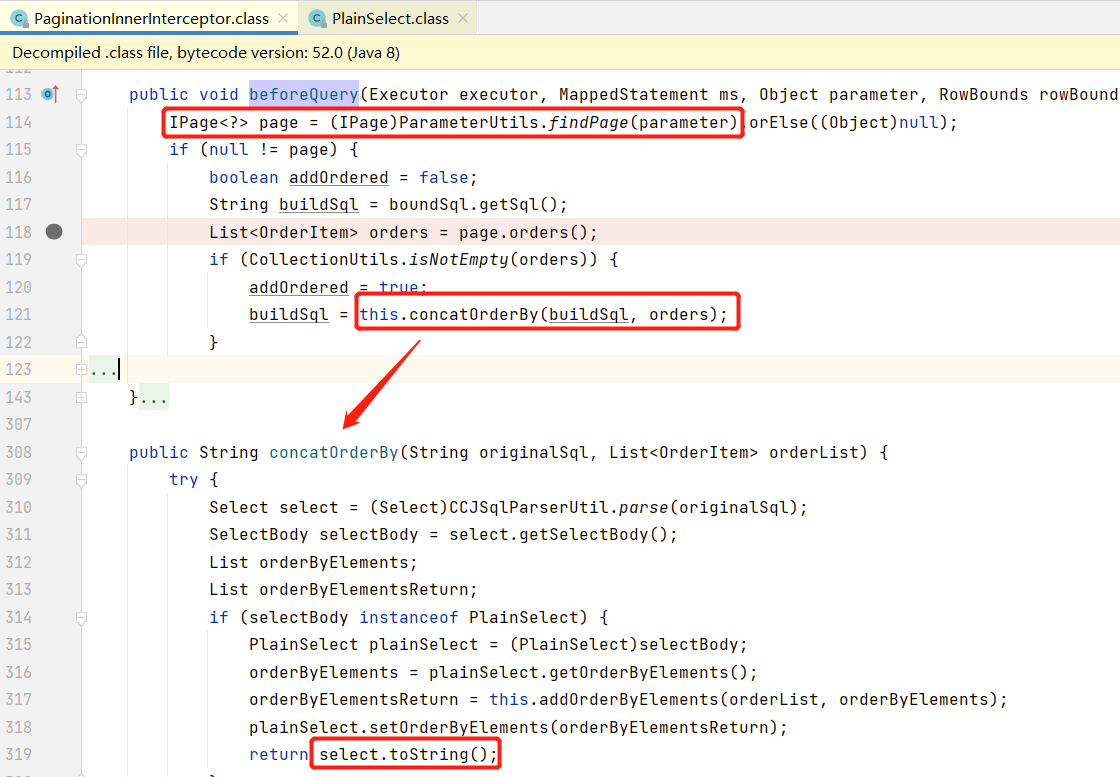 PaginationInnerInterceptor.class × PlainSelect.class ×
Decompiled .class file, bytecode version: 52.0 (Java 8)
112
113 public void beforeQuery(Executor executor, MappedStatement ms, Object parameter, RowBounds rowBound
114 IPage<?> page = (IPage)ParameterUtils.findPage(parameter).orElse((Object)null);
115 if (null != page) {
116 boolean addOrdered = false;
117 String buildSql = boundSql.getSql();
118 List<OrderItem> orders = page.orders();
119 if (CollectionUtils.isNotEmpty(orders)) {
120 addOrdered = true;
121 buildSql = this.concatOrderBy(buildSql, orders);
122 }
123 ...
143 }...
307
308 public String concatOrderBy(String originalSql, List<OrderItem> orderList) {
309 try {
310 Select select = (Select)CCJSqlParserUtil.parse(originalSql);
311 SelectBody selectBody = select.getSelectBody();
312 List orderByElements;
313 List orderByElementsReturn;
314 if (selectBody instanceof PlainSelect) {
315 PlainSelect plainSelect = (PlainSelect)selectBody;
316 orderByElements = plainSelect.getOrderByElements();
317 orderByElementsReturn = this.addOrderByElements(orderList, orderByElements);
318 plainSelect.setOrderByElements(orderByElementsReturn);
319 return select.toString();